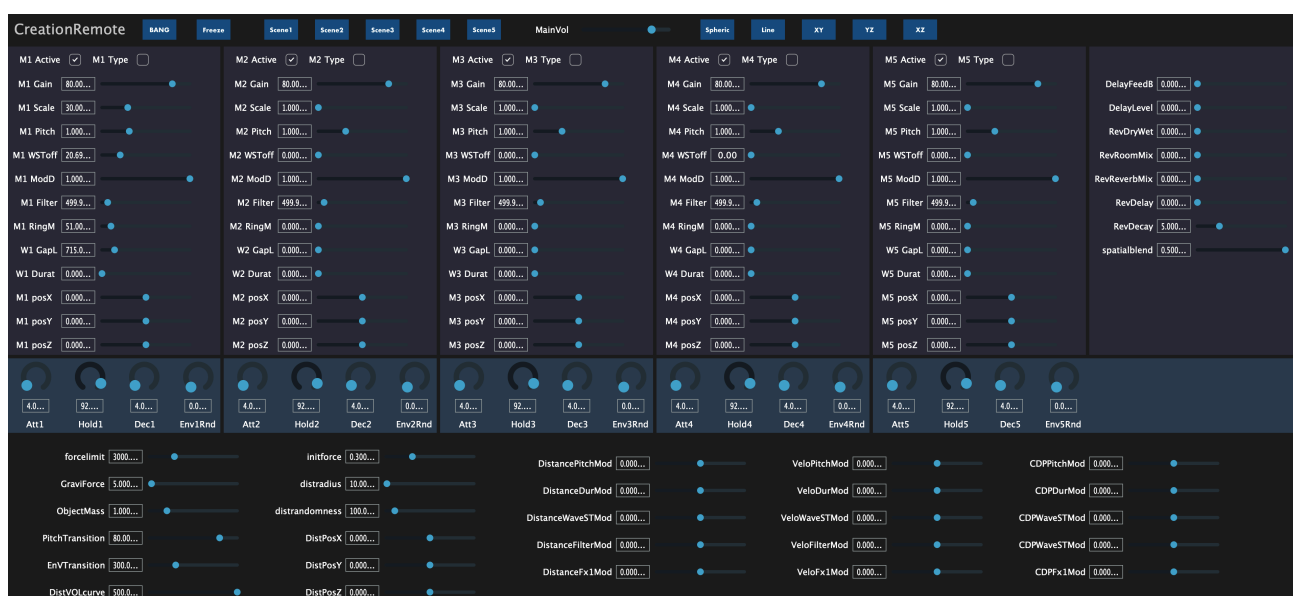 CreationRemote BANG Freeze Scene1 Scene2 Scene3 Scene4 Scene5 MainVol Spheric Line XY YZ XZ
M1 Active M1 Type M2 Active M2 Type M3 Active M3 Type M4 Active M4 Type M5 Active M5 Type
M1 Gain 80.00... M2 Gain 80.00... M3 Gain 80.00... M4 Gain 80.00... M5 Gain 80.00... DelayFeedB 0.000...
M1 Scale 30.00... M2 Scale 1.000... M3 Scale 1.000... M4 Scale 1.000... M5 Scale 1.000... DelayLevel 0.000...
M1 Pitch 1.000... M2 Pitch 1.000... M3 Pitch 1.000... M4 Pitch 1.000... M5 Pitch 1.000... RevDryWet 0.000...
M1 WSToff 20.69... M2 WSToff 0.000... M3 WSToff 0.000... M4 WSToff 0.00 M5 WSToff 0.000... RevRoomMix 0.000...
M1 ModD 1.000... M2 ModD 1.000... M3 ModD 1.000... M4 ModD 1.000... M5 ModD 1.000... RevReverbMix 0.000...
M1 Filter 499.9... M2 Filter 499.9... M3 Filter 499.9... M4 Filter 499.9... M5 Filter 499.9... RevDelay 0.000...
M1 RingM 51.00... M2 RingM 0.000... M3 RingM 0.000... M4 RingM 0.000... M5 RingM 0.000... RevDecay 5.000...
W1 GapL 715.0... W2 GapL 0.000... W3 GapL 0.000... W4 GapL 0.000... W5 GapL 0.000... spatialblend 0.500...
W1 Durat 0.000... W2 Durat 0.000... W3 Durat 0.000... W4 Durat 0.000... W5 Durat 0.000...
M1 posX 0.000... M2 posX 0.000... M3 posX 0.000... M4 posX 0.000... M5 posX 0.000...
M1 posY 0.000... M2 posY 0.000... M3 posY 0.000... M4 posY 0.000... M5 posY 0.000...
M1 posZ 0.000... M2 posZ 0.000... M3 posZ 0.000... M4 posZ 0.000... M5 posZ 0.000...
4.0... 92.... 4.0... 0.0... 4.0... 92.... 4.0... 0.0... 4.0... 92.... 4.0... 0.0... 4.0... 92.... 4.0... 0.0... 4.0... 92.... 4.0... 0.0...
Att1 Hold1 Dec1 Env1Rnd Att2 Hold2 Dec2 Env2Rnd Att3 Hold3 Dec3 Env3Rnd Att4 Hold4 Dec4 Env4Rnd Att5 Hold5 Dec5 Env5Rnd
forcelimit 3000.... initforce 0.300... DistancePitchMod 0.000... VeloPitchMod 0.000... CDPPitchMod 0.000...
GraviForce 5.000... distradius 10.00... DistanceDurMod 0.000... VeloDurMod 0.000... CDPDurMod 0.000...
ObjectMass 1.000... distrandomness 100.0... DistanceWaveSTMod 0.000... VeloWaveSTMod 0.000... CDPWaveSTMod 0.000...
PitchTransition 80.00... DistPosX 0.000... DistanceFilterMod 0.000... VeloFilterMod 0.000... CDPWaveSTMod 0.000...
EnVTransition 300.0... DistPosY 0.000... DistanceFx1Mod 0.000... VeloFx1Mod 0.000... CDPFx1Mod 0.000...
DistVOLcurve 500.0... DistPosZ 0.000...